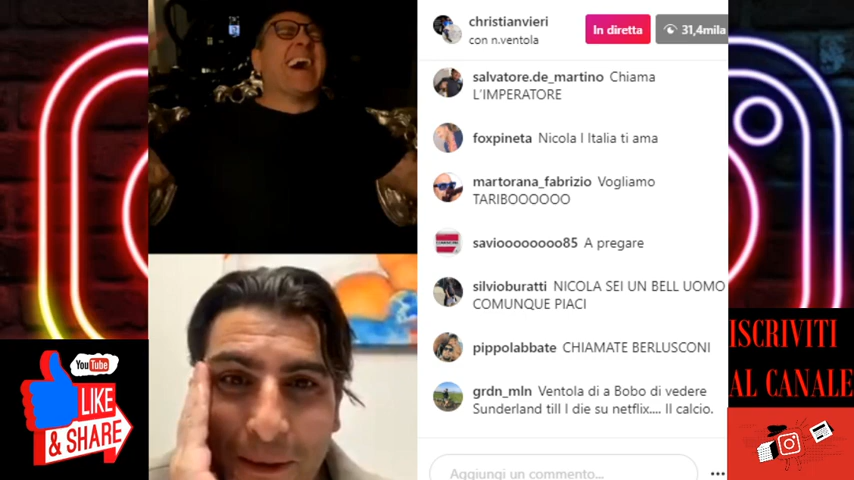 christianvieri
con n.ventola
In diretta
31,4mila
salvatore.de_martino Chiama
L'IMPERATORE
foxpineta Nicola l Italia ti ama
martorana_fabrizio Vogliamo
TARIBOOOOOO
saviooooooooo85 A pregare
silvioburatti NICOLA SEI UN BELL UOMO
COMUNQUE PIACI
pippolabbate CHIAMATE BERLUSCONI
grdn_mln Ventola di a Bobo di vedere
Sunderland till I die su netflix.... Il calcio.
Aggiungi un commento...
YouTube
LIKE
& SHARE
ISCRIVITI
AL CANALE